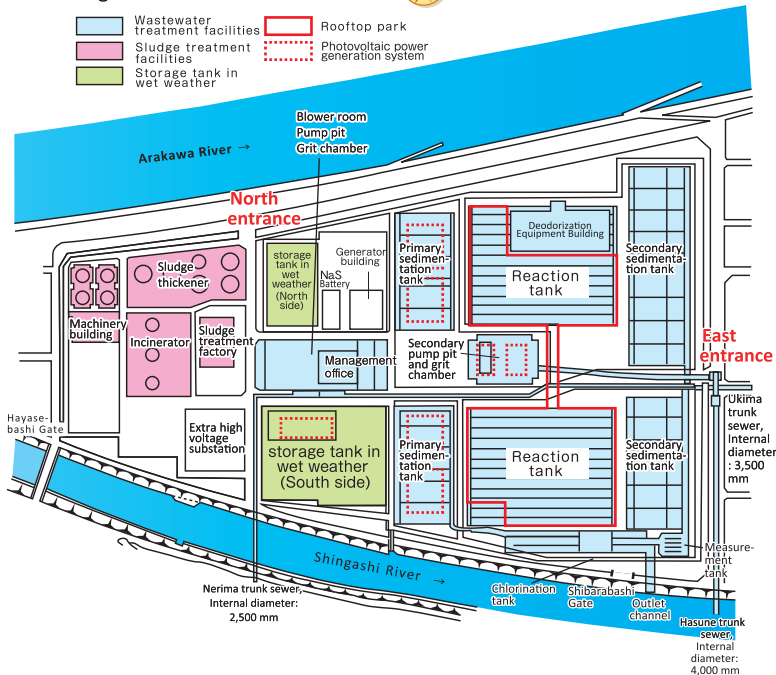 Wastewater
treatment facilities
Sludge treatment
facilities
Storage tank in
wet weather
Rooftop park
Photovoltaic power
generation system
Blower room
Pump pit
Grit chamber
Arakawa River →
North
entrance
Sludge
thickener
storage
tank in
wet
weather
(North
side)
Generator
building
NaS
Battery
Primary
sedimen-
tation
tank
Deodorization
Equipment Building
Reaction
tank
Secondary
sedimenta-
tion tank
Machinery
building
Incinerator
Sludge
treatment
factory
Management
office
Secondary
pump pit
and grit
chamber
East
entrance
Hayase-
bashi Gate
Extra high
voltage
substation
storage tank in
wet weather
(South side)
Primary
sedimen-
tation
tank
Reaction
tank
Secondary
sedimenta-
tion tank
Ukima
trunk
sewer,
Internal
diameter
: 3,500
mm
Shingashi River →
Nerima trunk sewer,
Internal diameter:
2,500 mm
Chlorination
tank
Shibarabashi
Gate
Outlet
channel
Measure-
ment
tank
Hasune trunk
sewer,
Internal
diameter:
4,000 mm